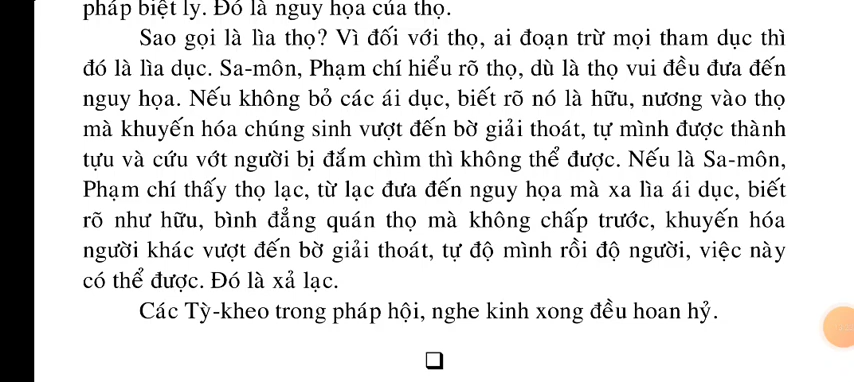 pháp biệt ly. Đó là nguy họa của thọ.
Sao gọi là lìa thọ? Vì đối với thọ, ai đoạn trừ mọi tham dục thì
đó là lìa dục. Sa-môn, Phạm chí hiểu rõ thọ, dù là thọ vui đều đưa đến
nguy họa. Nếu không bỏ các ái dục, biết rõ nó là hữu, nương vào thọ
mà khuyến hóa chúng sinh vượt đến bờ giải thoát, tự mình được thành
tựu và cứu vớt người bị đắm chìm thì không thể được. Nếu là Sa-môn,
Phạm chí thấy thọ lạc, từ lạc đưa đến nguy họa mà xa lìa ái dục, biết
rõ như hữu, bình đẳng quán thọ mà không chấp trước, khuyến hóa
người khác vượt đến bờ giải thoát, tự độ mình rồi độ người, việc này
có thể được. Đó là xả lạc.
Các Tỳ-kheo trong pháp hội, nghe kinh xong đều hoan hỷ.